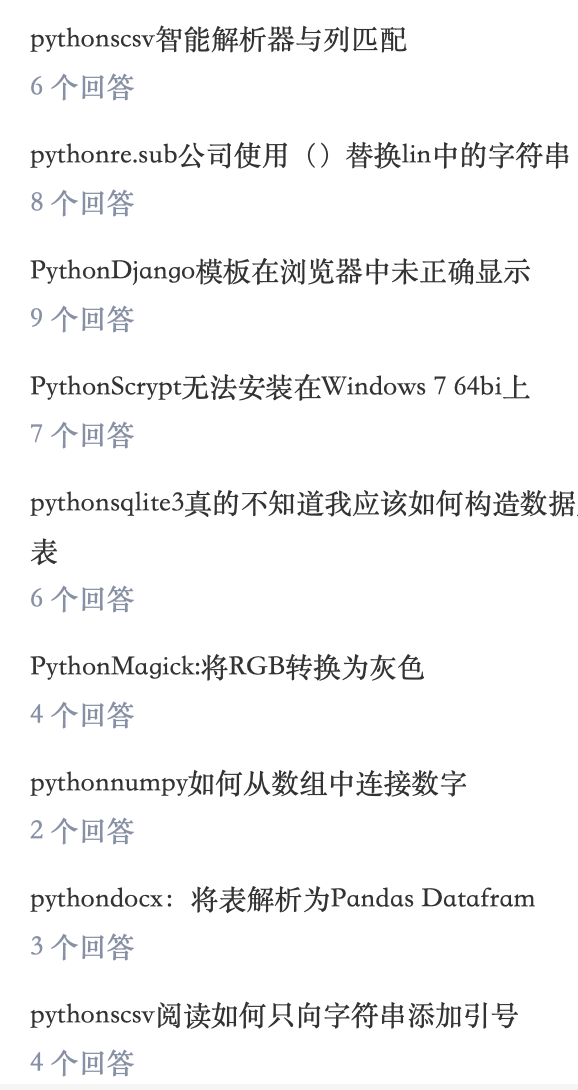 pythonscsv智能解析器与列匹配
6 个回答
pythonre.sub公司使用（）替换lin中的字符串
8 个回答
PythonDjango模板在浏览器中未正确显示
9 个回答
PythonScrypt无法安装在Windows 7 64bi上
7 个回答
pythonsqlite3真的不知道我应该如何构造数据
表
6 个回答
PythonMagick:将RGB转换为灰色
4 个回答
pythonnumpy如何从数组中连接数字
2 个回答
pythondocx：将表解析为Pandas Datafram
3 个回答
pythonscsv阅读如何只向字符串添加引号
4 个回答